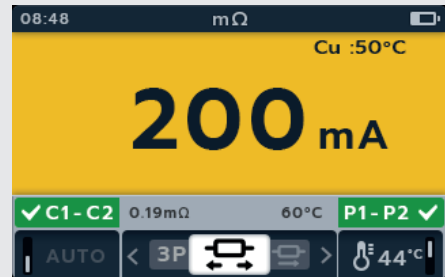 08:48 mΩ
Cu :50°C
200 mA
✓ C1-C2 0.19mΩ 60°C P1-P2 ✓
AUTO < 3P > 44°C